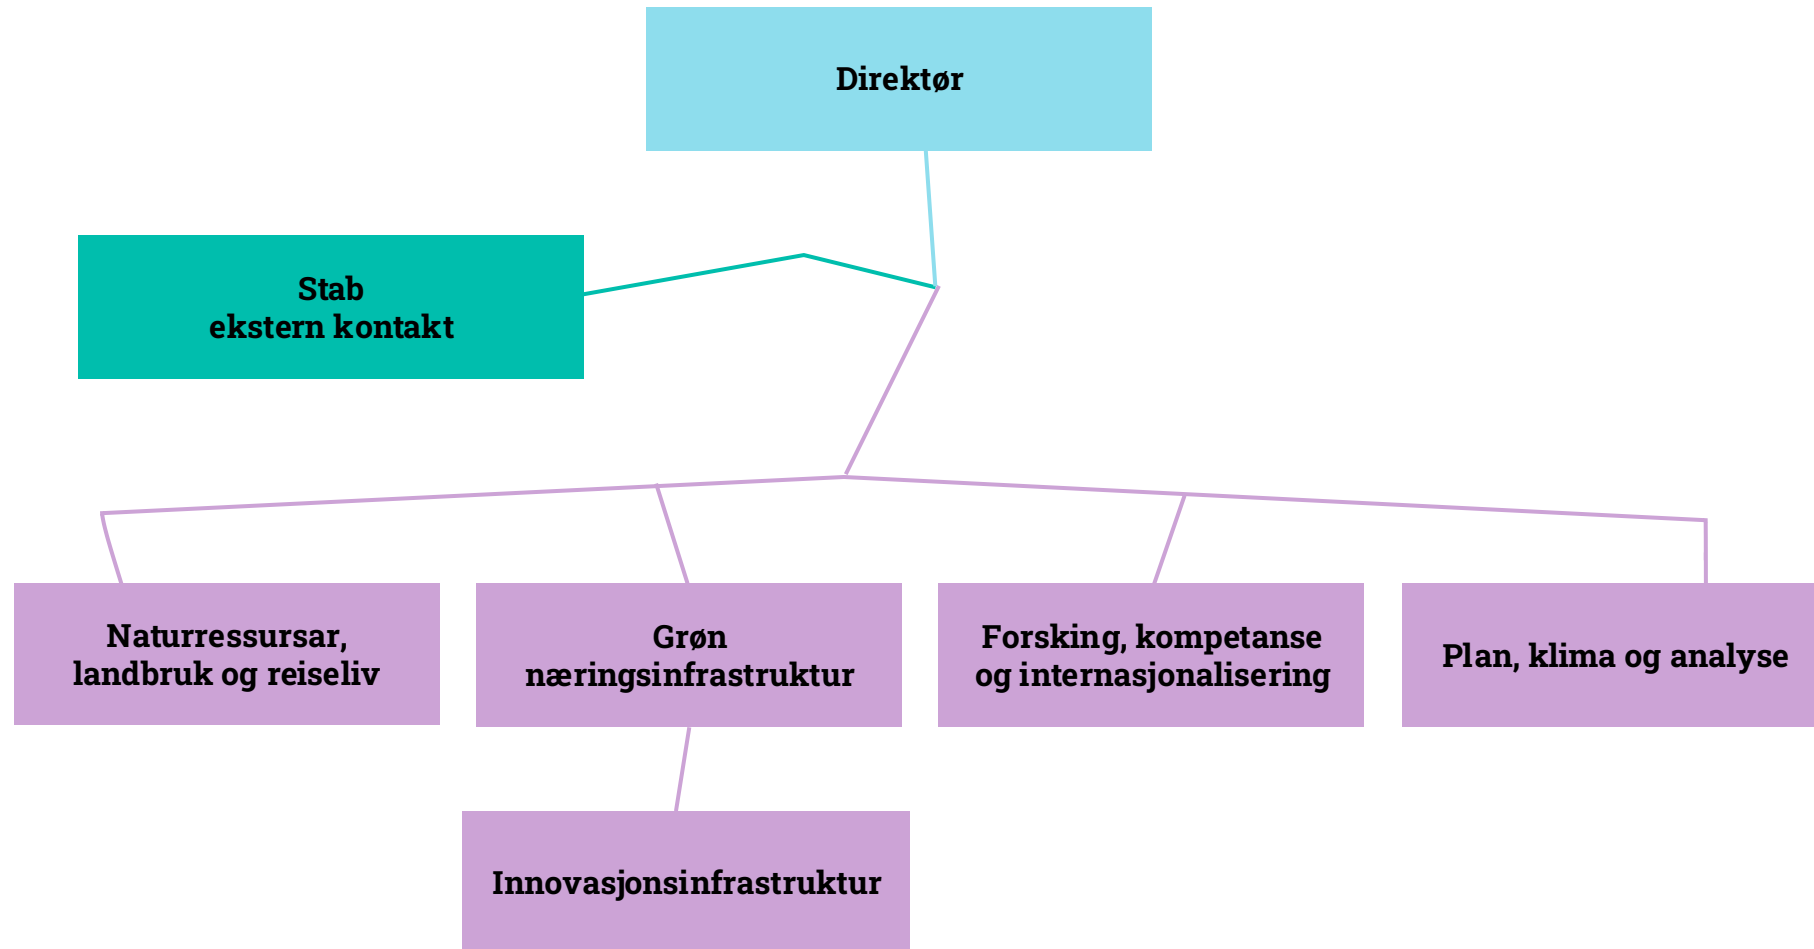 Direktør
Stab
ekstern kontakt
Naturressursar,
landbruk og reiseliv
Grøn
næringsinfrastruktur
Forsking, kompetanse
og internasjonalisering
Plan, klima og analyse
Innovasjonsinfrastruktur